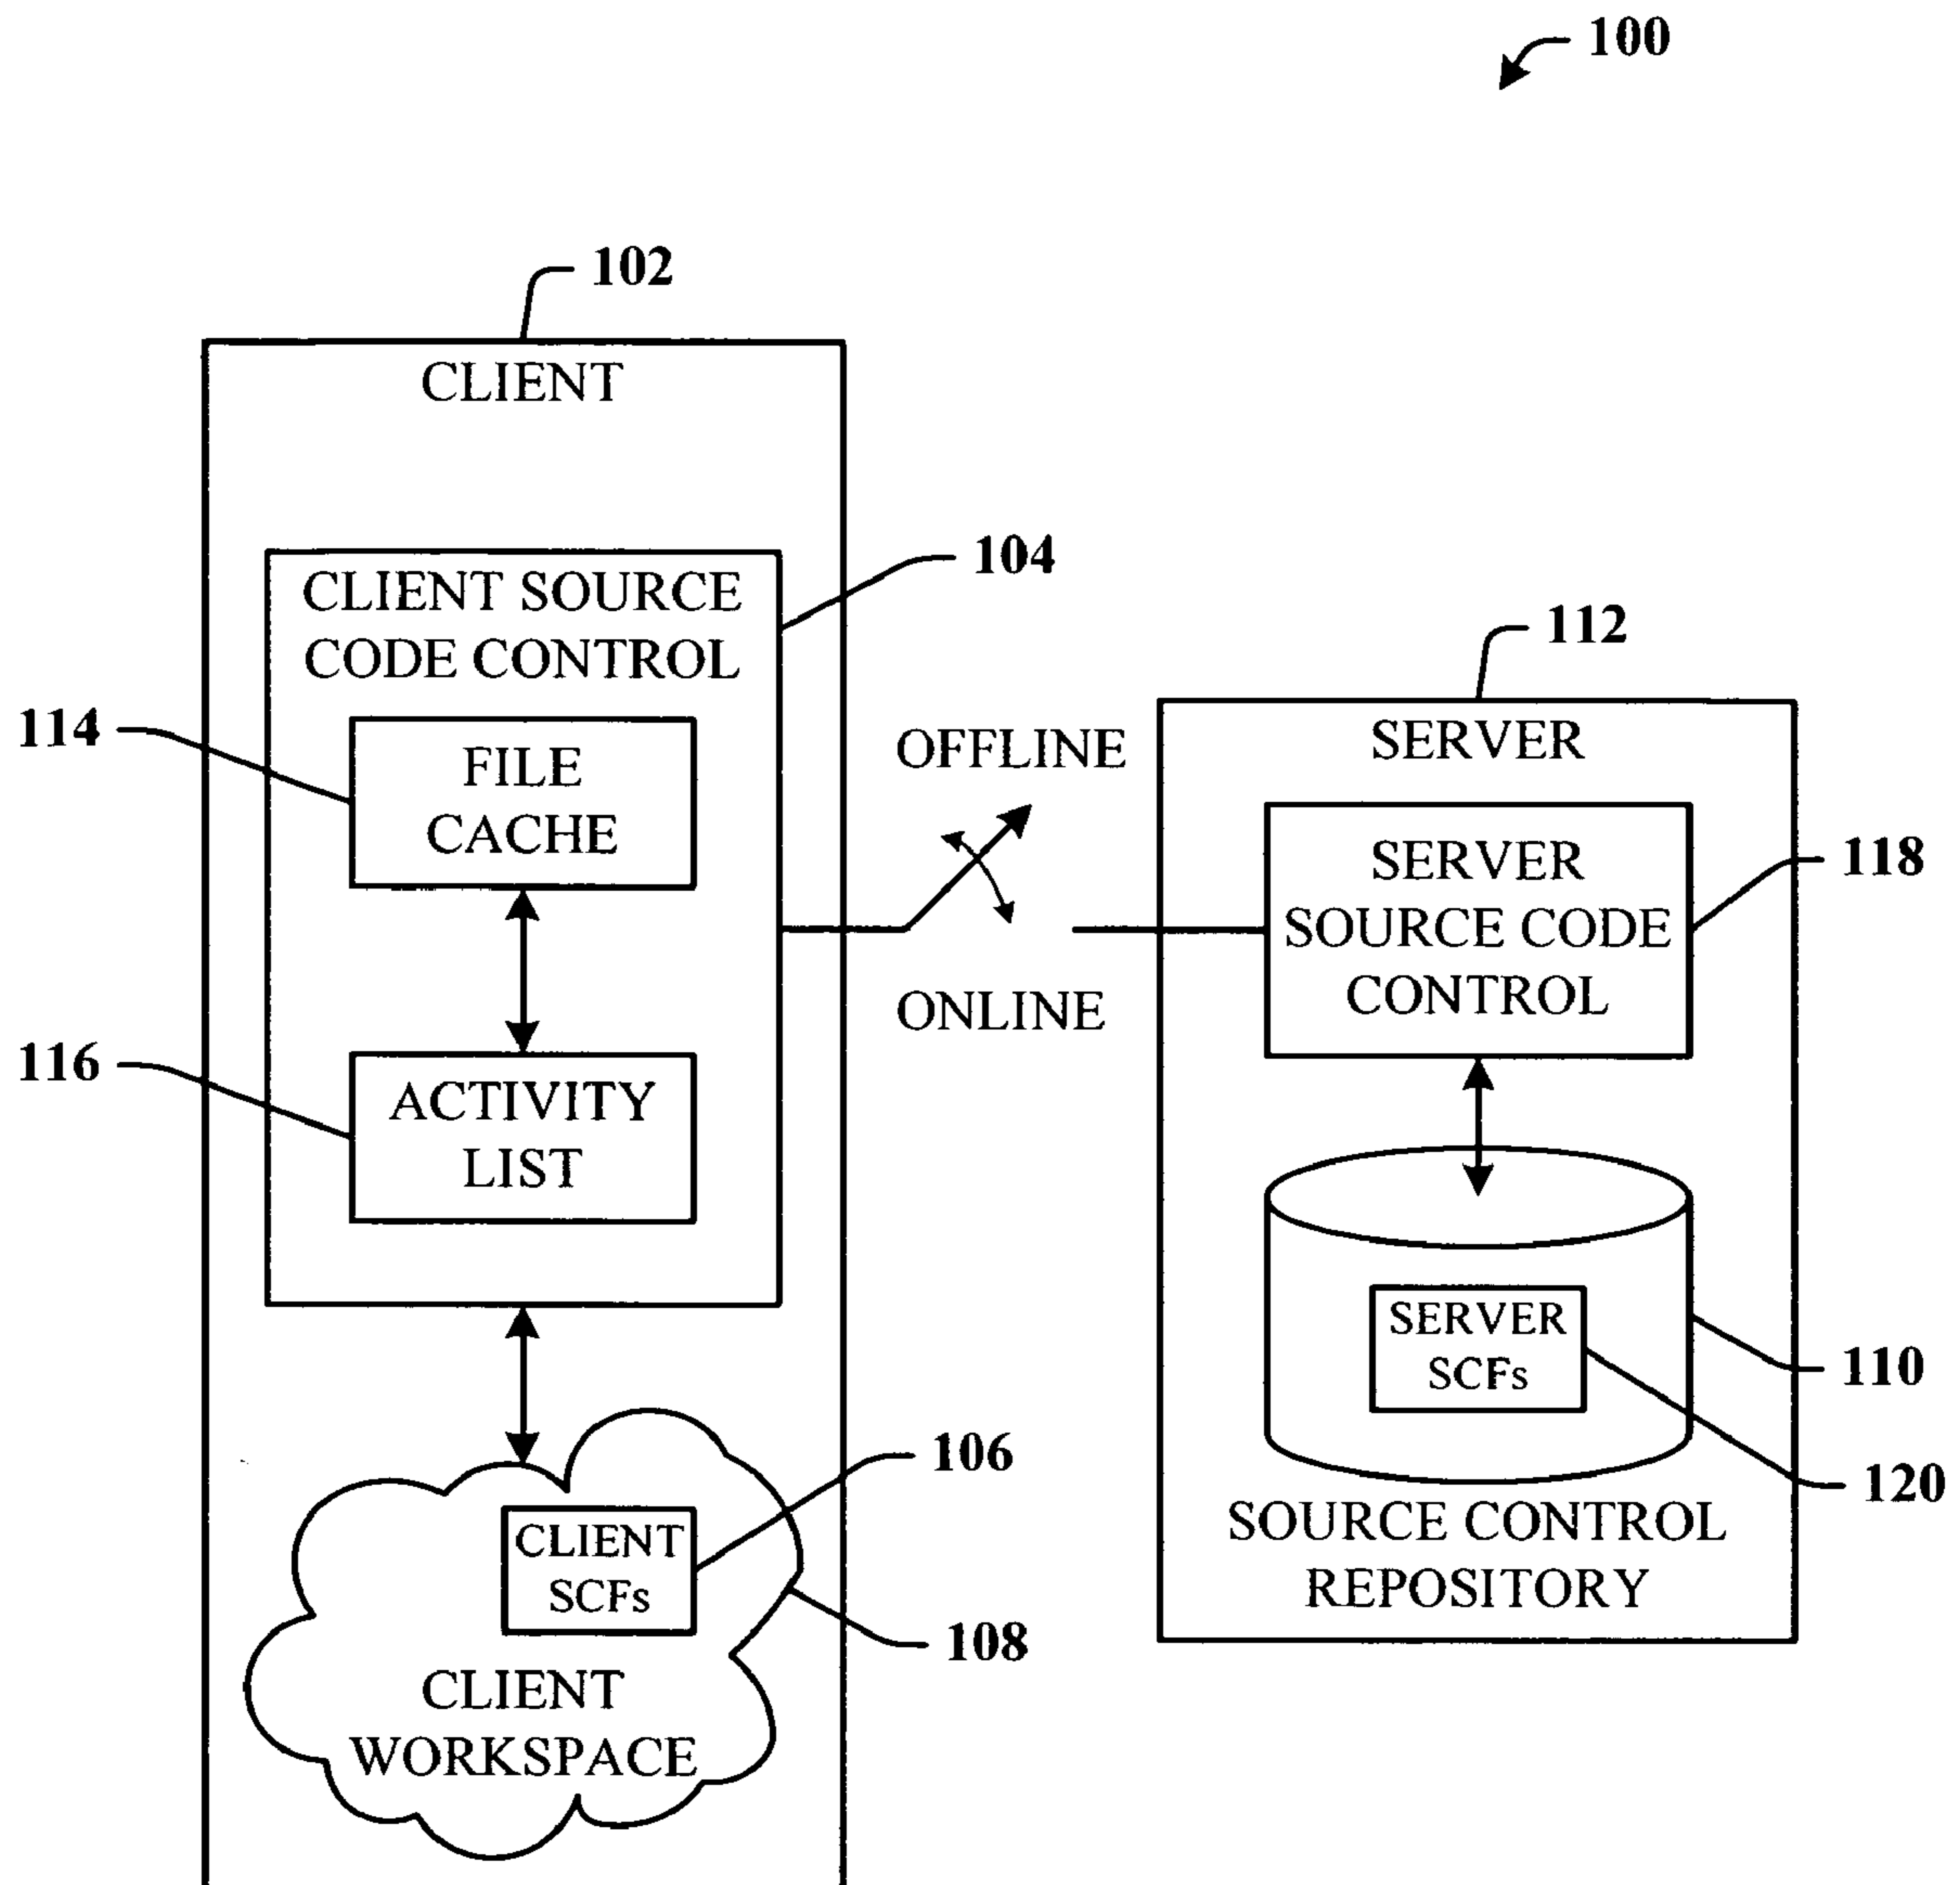 100
102
CLIENT
104
CLIENT SOURCE
CODE CONTROL
112
114
FILE
CACHE
OFFLINE
SERVER
SERVER
SOURCE CODE
CONTROL
118
ONLINE
116
ACTIVITY
LIST
SERVER
SCFs
110
106
120
CLIENT
SCFs
SOURCE CONTROL
REPOSITORY
108
CLIENT
WORKSPACE